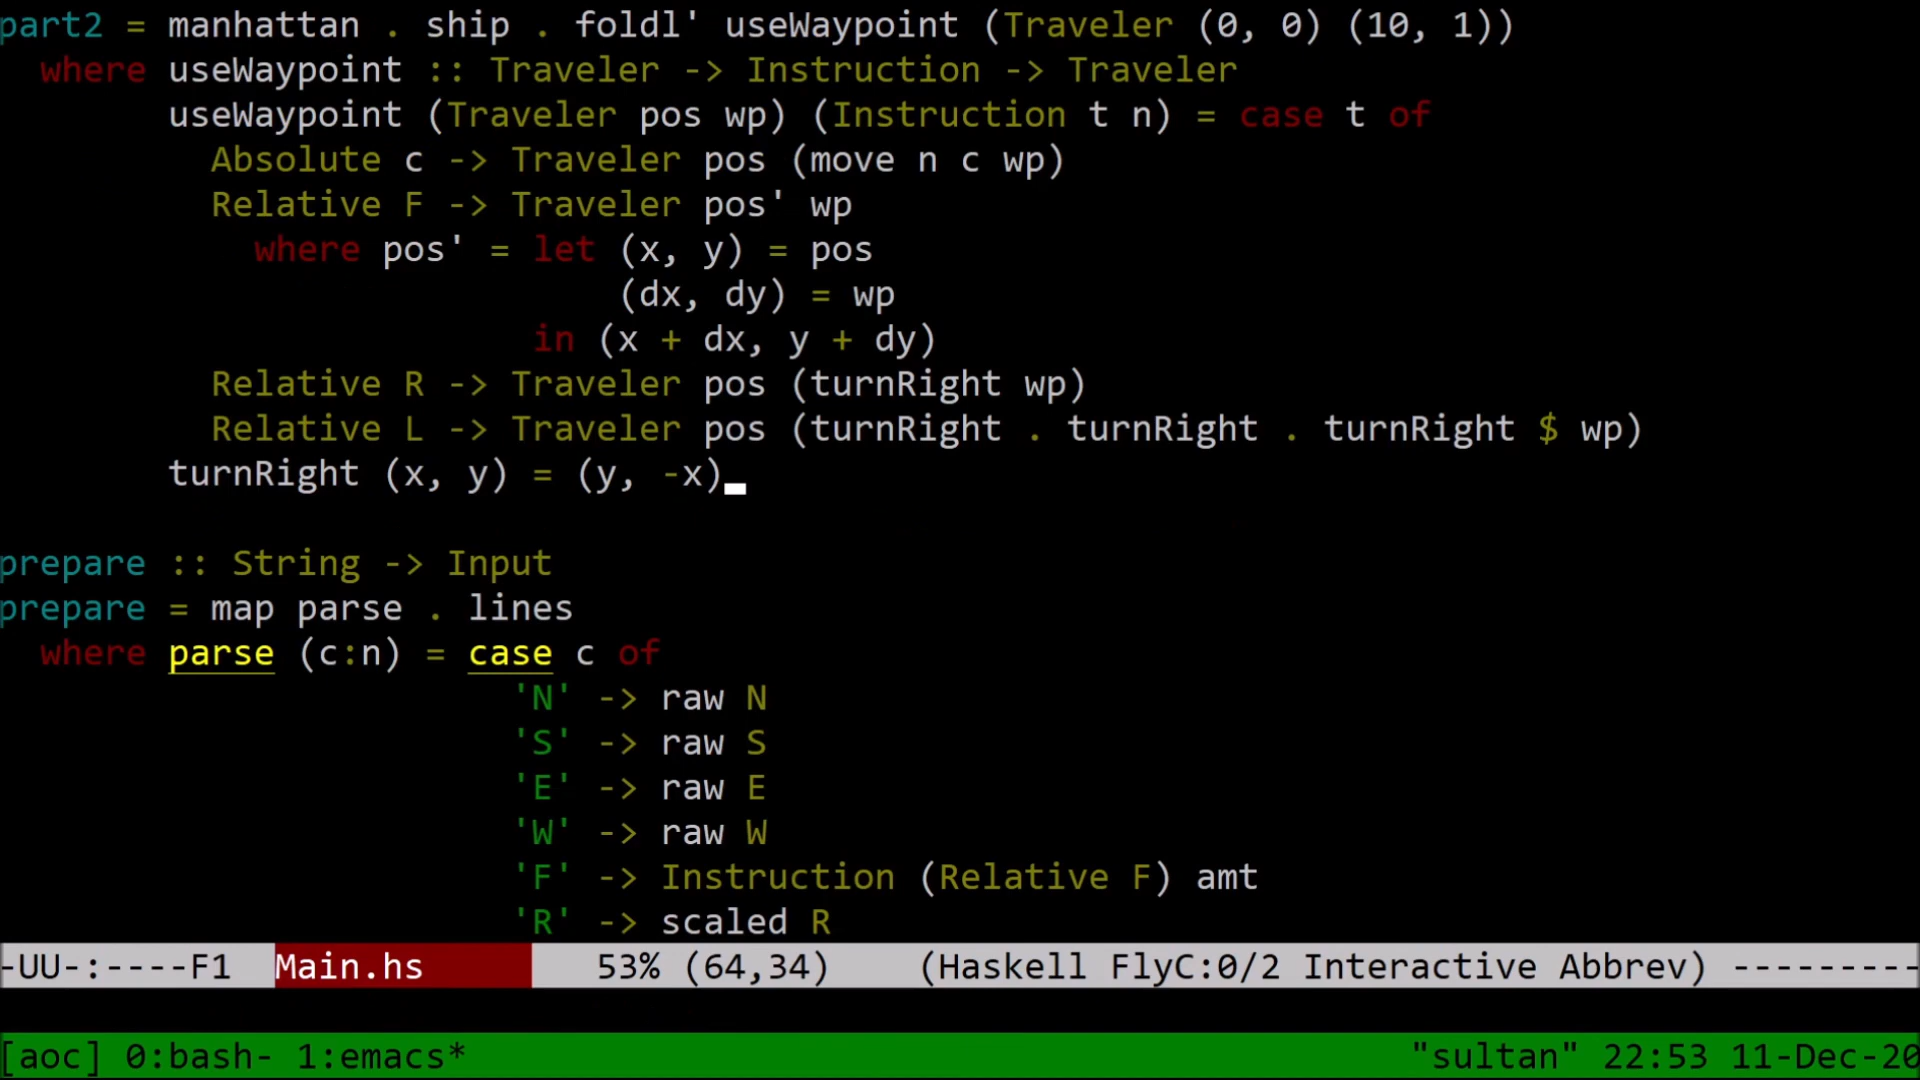 part2 = manhattan . ship . foldl' useWaypoint (Traveler (0, 0) (10, 1))
  where useWaypoint :: Traveler -> Instruction -> Traveler
        useWaypoint (Traveler pos wp) (Instruction t n) = case t of
          Absolute c -> Traveler pos (move n c wp)
          Relative F -> Traveler pos' wp
            where pos' = let (x, y) = pos
                             (dx, dy) = wp
                         in (x + dx, y + dy)
          Relative R -> Traveler pos (turnRight wp)
          Relative L -> Traveler pos (turnRight . turnRight . turnRight $ wp)
        turnRight (x, y) = (y, -x)
prepare :: String -> Input
prepare = map parse . lines
  where parse (c:n) = case c of
                        'N' -> raw N
                        'S' -> raw S
                        'E' -> raw E
                        'W' -> raw W
                        'F' -> Instruction (Relative F) amt
                        'R' -> scaled R
-UU-:----F1  Main.hs        53% (64,34)    (Haskell FlyC:0/2 Interactive Abbrev) ---------
[aoc] 0:bash- 1:emacs* "sultan" 22:53 11-Dec-20